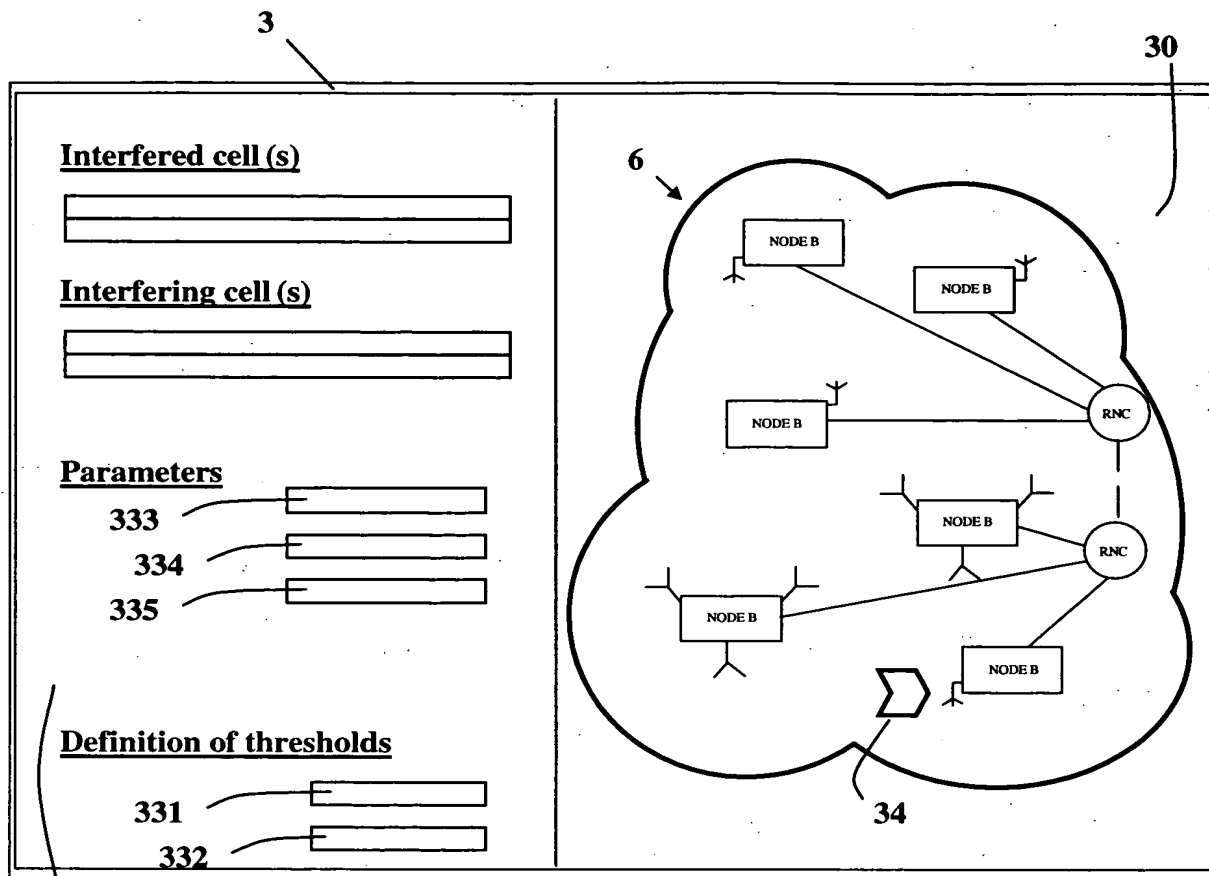 3
30
Interfered cell (s)
6
NODE B
Interfering cell (s)
NODE B
NODE B
RNC
Parameters
333
334
335
NODE B
RNC
NODE B
NODE B
Definition of thresholds
331
332
34